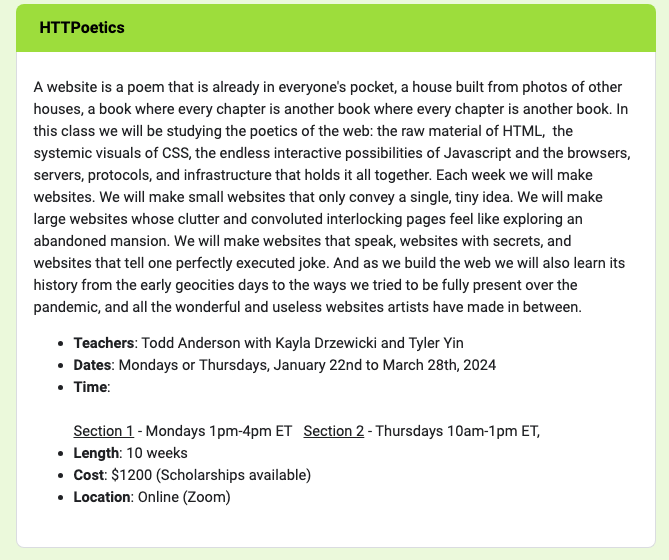 HTTPoetics
A website is a poem that is already in everyone's pocket, a house built from photos of other
houses, a book where every chapter is another book where every chapter is another book. In
this class we will be studying the poetics of the web: the raw material of HTML,  the
systemic visuals of CSS, the endless interactive possibilities of Javascript and the browsers,
servers, protocols, and infrastructure that holds it all together. Each week we will make
websites. We will make small websites that only convey a single, tiny idea. We will make
large websites whose clutter and convoluted interlocking pages feel like exploring an
abandoned mansion. We will make websites that speak, websites with secrets, and
websites that tell one perfectly executed joke. And as we build the web we will also learn its
history from the early geocities days to the ways we tried to be fully present over the
pandemic, and all the wonderful and useless websites artists have made in between.
• Teachers: Todd Anderson with Kayla Drzewicki and Tyler Yin
• Dates: Mondays or Thursdays, January 22nd to March 28th, 2024
• Time:
Section 1 - Mondays 1pm-4pm ET   Section 2 - Thursdays 10am-1pm ET,
• Length: 10 weeks
• Cost: $1200 (Scholarships available)
• Location: Online (Zoom)